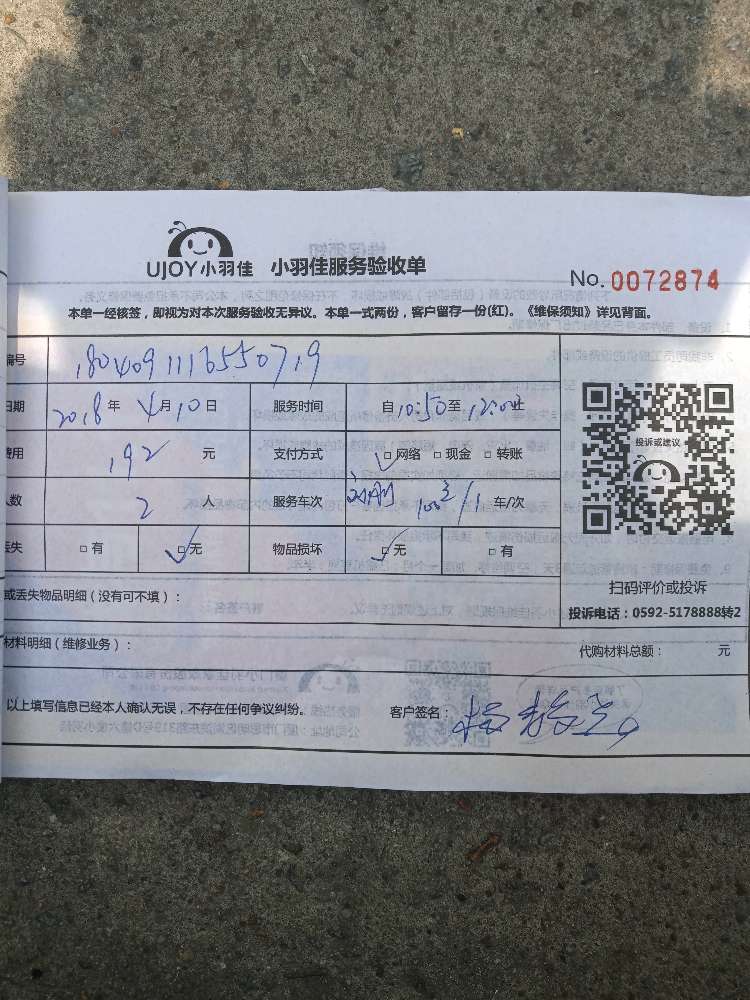 UJOY小羽佳 小羽佳服务验收单
No. 0072874
本单一经核签，即视为对本次服务验收无异议。本单一式两份，客户留存一份(红)。《维保须知》详见背面。
编号 1804091116550719
日期 2018 年 4 月 10 日 服务时间 自 10:50 至 12:00 止
费用 192 元 支付方式 □ 网络 □ 现金 □ 转账
人数 2 人 服务车次 1 车/次
丢失 □ 有 □ 无 物品损坏 □ 无 □ 有
投诉或建议
扫码评价或投诉
投诉电话：0592-5178888转2
或丢失物品明细（没有可不填）：
材料明细（维修业务）： 代购材料总额： 元
以上填写信息已经本人确认无误，不存在任何争议纠纷。 客户签名：